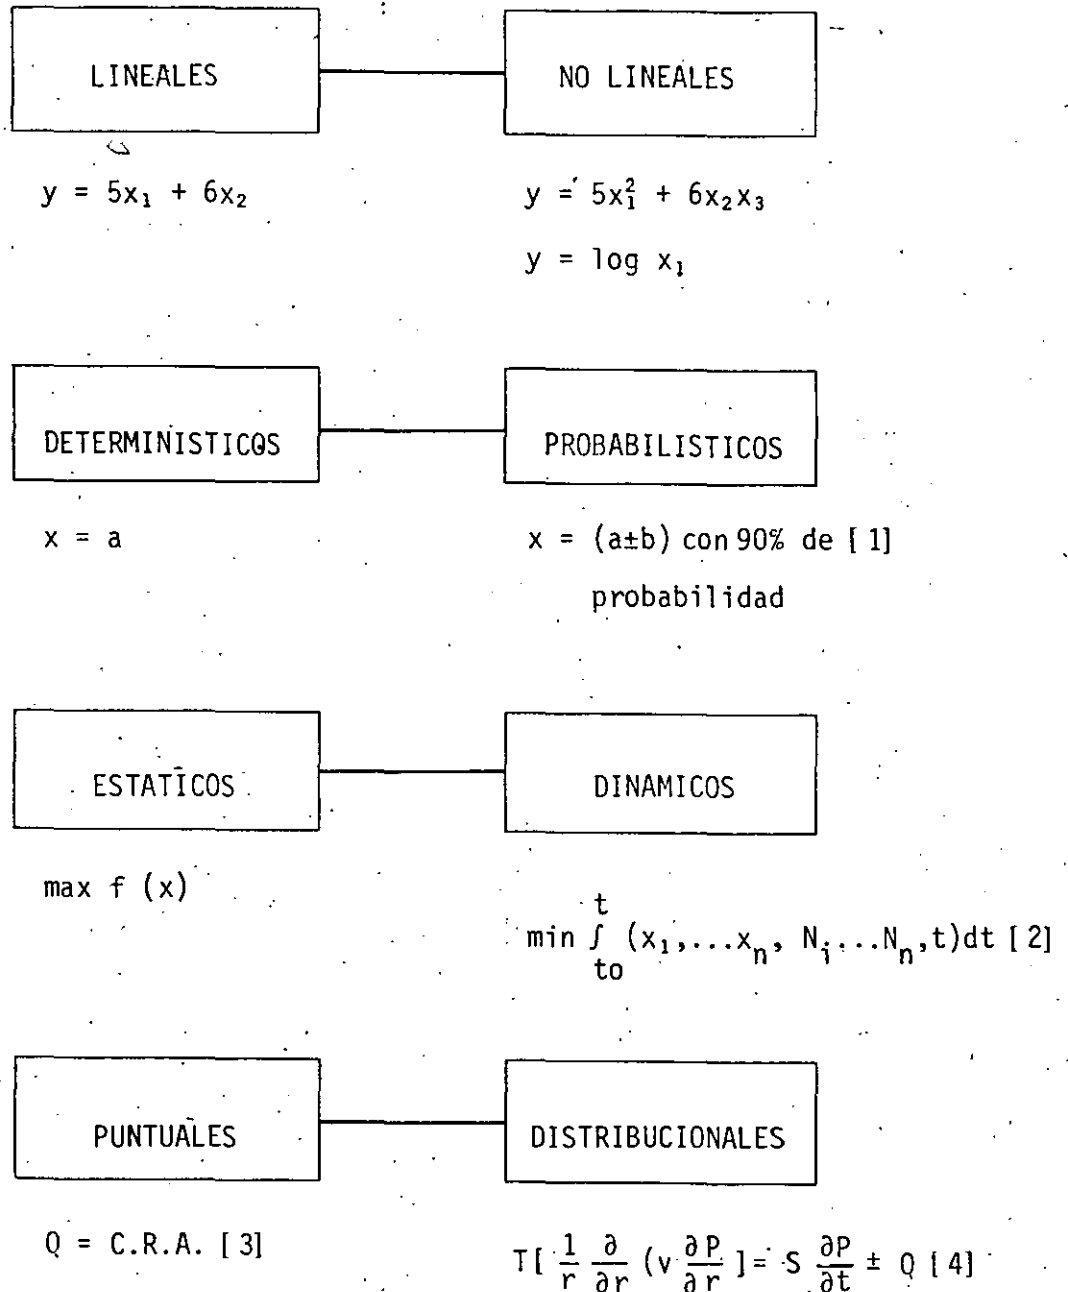 LINEALES NO LINEALES
y = 5x₁ + 6x₂ y = 5x₁² + 6x₂x₃
y = log x₁
DETERMINISTICOS PROBABILISTICOS
x = a x = (a±b) con 90% de [1]
probabilidad
ESTATICOS DINAMICOS
max f (x)
min ∫ₜₒᵗ (x₁,...xₙ, Nᵢ...Nₙ,t)dt [2]
PUNTUALES DISTRIBUCIONALES
Q = C.R.A. [3] T[ 1/r ∂/∂r (v ∂P/∂r ]= S ∂P/∂t ± Q [4]